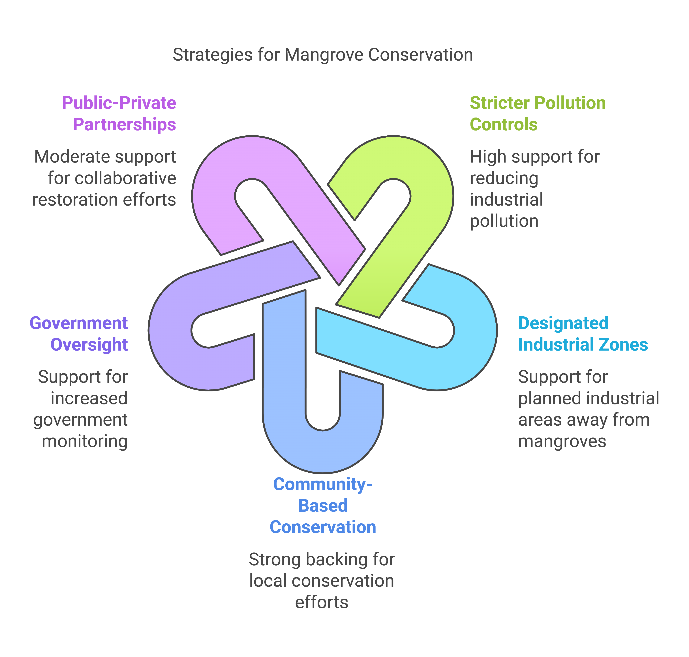 Strategies for Mangrove Conservation
Public-Private
Partnerships
Moderate support
for collaborative
restoration efforts
Stricter Pollution
Controls
High support for
reducing
industrial
pollution
Government
Oversight
Support for
increased
government
monitoring
Designated
Industrial Zones
Support for
planned industrial
areas away from
mangroves
Community-
Based
Conservation
Strong backing for
local conservation
efforts